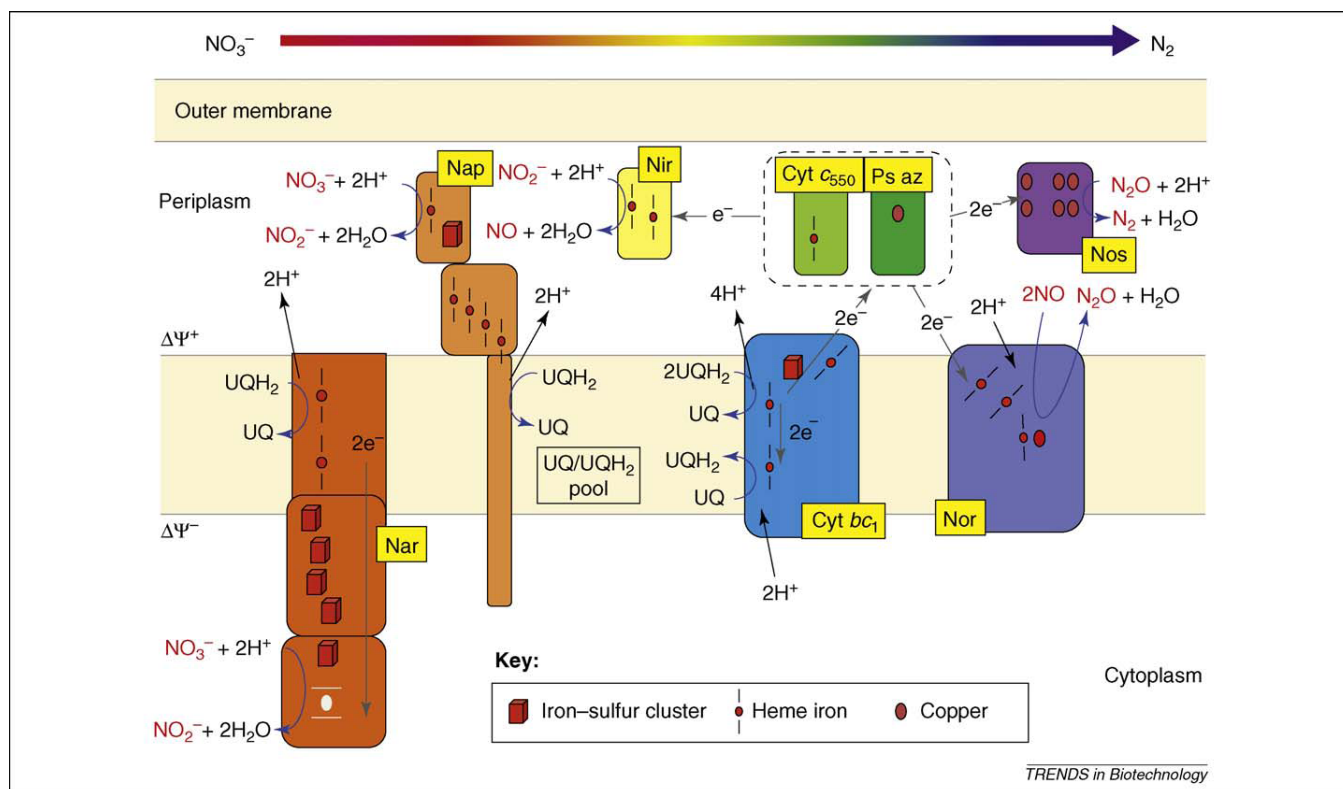 NO₃⁻
N₂
Outer membrane
Periplasm
Nap
NO₃⁻ + 2H⁺
NO₂⁻ + 2H₂O
Nir
NO₂⁻ + 2H⁺
NO + 2H₂O
e⁻
Cyt c₅₅₀
Ps az
2e⁻
N₂O + 2H⁺
N₂ + H₂O
Nos
2H⁺
2H⁺
4H⁺
2e⁻
2e⁻
2H⁺
2NO
N₂O + H₂O
ΔΨ⁺
UQH₂
UQ
2e⁻
UQH₂
UQ
UQ/UQH₂
pool
2UQH₂
UQ
2e⁻
UQH₂
UQ
Cyt bc₁
Nor
ΔΨ⁻
Nar
2H⁺
NO₃⁻ + 2H⁺
NO₂⁻ + 2H₂O
Key:
Iron–sulfur cluster
Heme iron
Copper
Cytoplasm
TRENDS in Biotechnology